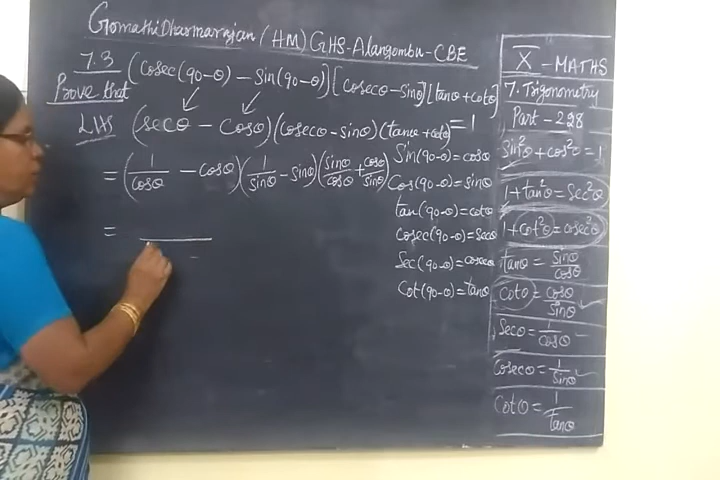 Gomathi Dharmarajan (HM) GHS-Alangombu-CBE
7.3 (Cosec(90-θ) - Sin(90-θ)][Cosecθ-Sinθ][tanθ+cotθ]
Prove that = 1
LHS (secθ - Cosθ)(cosecθ-sinθ)(tanθ+cotθ)
= (1/cosθ - cosθ)(1/sinθ - sinθ)(sinθ/cosθ + cosθ/sinθ)
=
Sin(90-θ)=cosθ
Cos(90-θ)=sinθ
tan(90-θ)=cotθ
cosec(90-θ)=secθ
Sec(90-θ)=cosecθ
Cot(90-θ)=tanθ
X - MATHS
7. Trigonometry
Part - 228
sin²θ+cos²θ=1
1+tan²θ=Sec²θ
1+cot²θ=cosec²θ
tanθ = sinθ/cosθ
cotθ = cosθ/sinθ
Secθ = 1/cosθ
Cosecθ = 1/sinθ
Cotθ = 1/tanθ